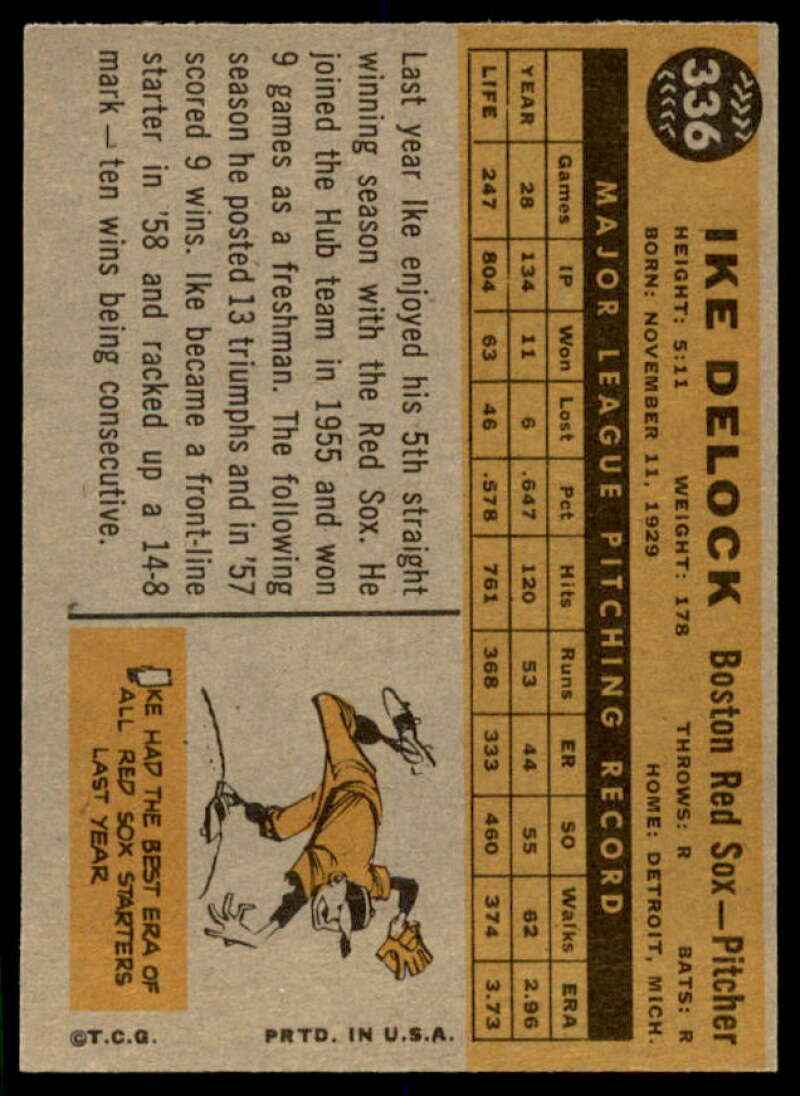 336
IKE DELOCK Boston Red Sox—Pitcher
HEIGHT: 5:11 WEIGHT: 178 THROWS: R BATS: R
BORN: NOVEMBER 11, 1929 HOME: DETROIT, MICH.
MAJOR LEAGUE PITCHING RECORD
Games IP Won Lost Pct Hits Runs ER SO Walks ERA
YEAR 28 134 11 6 .647 120 53 44 55 62 2.96
LIFE 247 804 63 46 .578 761 368 333 460 374 3.73
Last year Ike enjoyed his 5th straight
winning season with the Red Sox. He
joined the Hub team in 1955 and won
9 games as a freshman. The following
season he posted 13 triumphs and in '57
scored 9 wins. Ike became a front-line
starter in '58 and racked up a 14-8
mark—ten wins being consecutive.
IKE HAD THE BEST ERA OF
ALL RED SOX STARTERS
LAST YEAR
©T.C.G. PRTD. IN U.S.A.